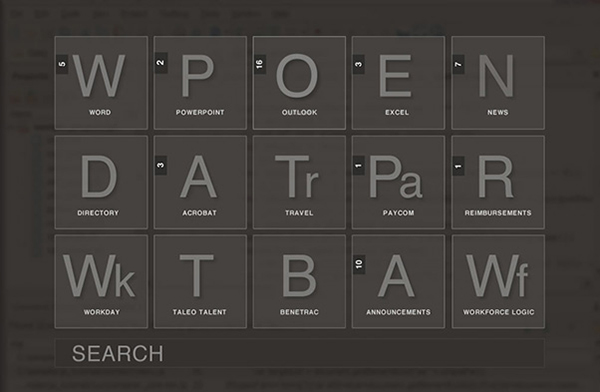 5 W 2 P 16 O 3 E 7 N
WORD POWERPOINT OUTLOOK EXCEL NEWS
D 3 A Tr 1 Pa 1 R
DIRECTORY ACROBAT TRAVEL PAYCOM REIMBURSEMENTS
Wk T B 10 A Wf
WORKDAY TALEO TALENT BENETRAC ANNOUNCEMENTS WORKFORCE LOGIC
SEARCH